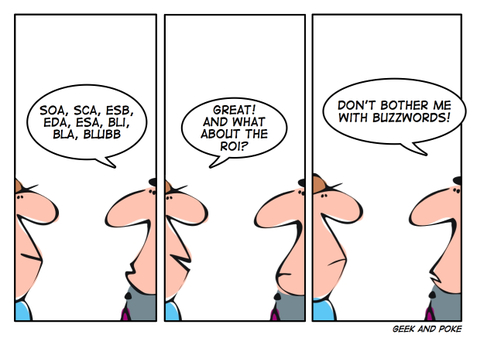 SOA, SCA, ESB,
EDA, ESA, BLI,
BLA, BLUBB
GREAT!
AND WHAT
ABOUT THE
ROI?
DON'T BOTHER ME
WITH BUZZWORDS!
GEEK AND POKE